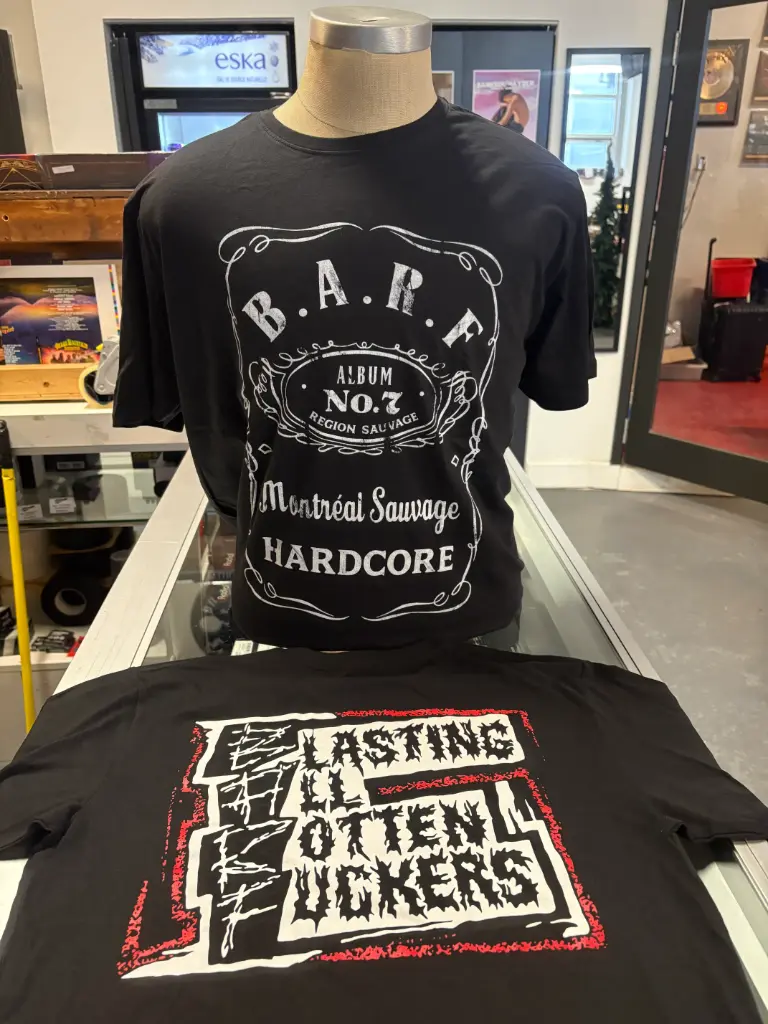 eska
B.A.R.F
ALBUM
No.7
REGION SAUVAGE
Montréal Sauvage
HARDCORE
BLASTING
ALL
ROTTEN
FUCKERS